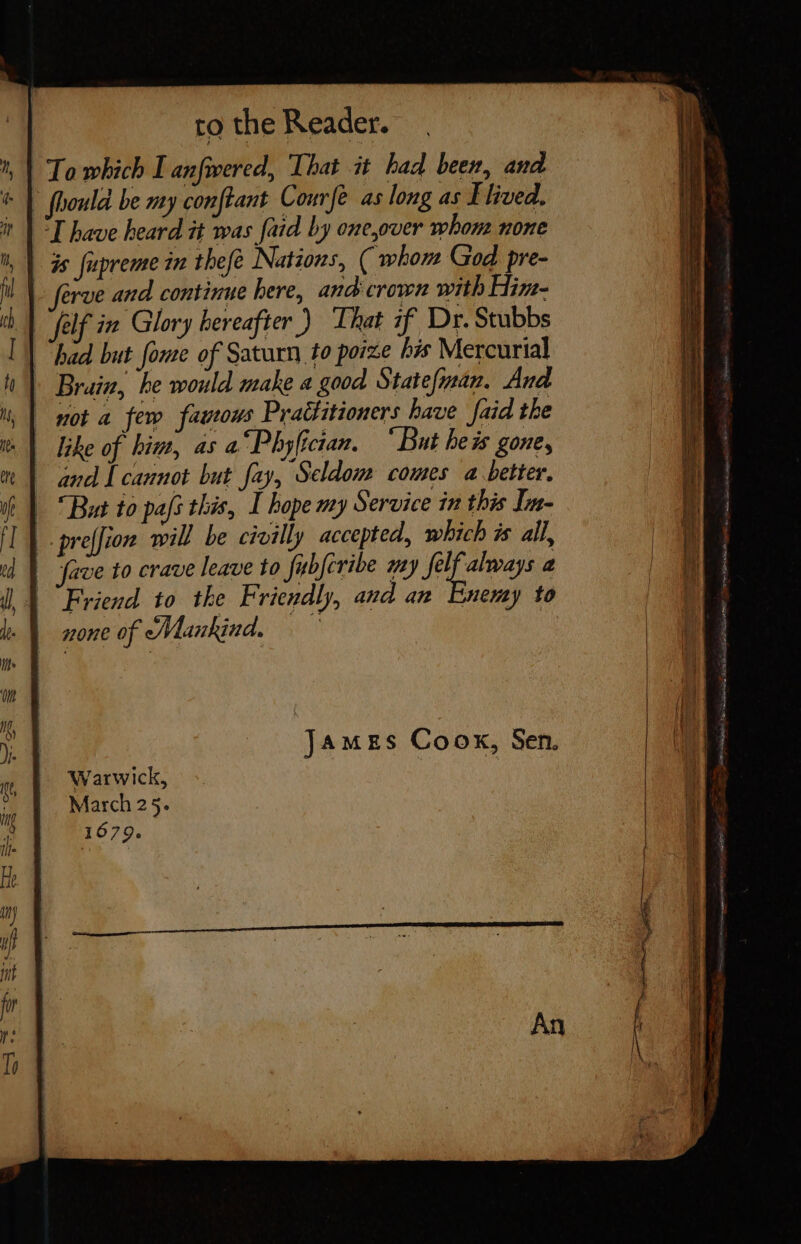 to the Reader.
To which I anſwered, That it had been, and
ſhould be my conſtant Courſe as long as I lived.
I have heard it was ſaid by one, over whom none
is ſupreme in theſe Nations, ( whom God pre-
ſerve and continue here, and crown with Him-
ſelf in Glory hereafter ) That if Dr. Stubbs
had but ſome of Saturn to poize his Mercurial
Brain, he would make a good Stateſman. And
not a few famous Practitioners have ſaid the
like of him, as a Phyſician. But he is gone,
and I cannot but ſay, Seldom comes a better.
But to paſs this, I hope my Service in this Im-
preſſion will be civilly accepted, which is all,
ſave to crave leave to ſubſcribe my ſelf always a
Friend to the Friendly, and an Enemy to
none of Mankind.
JAMES COOK, Sen.
Warwick,
March 25.
1679.
An